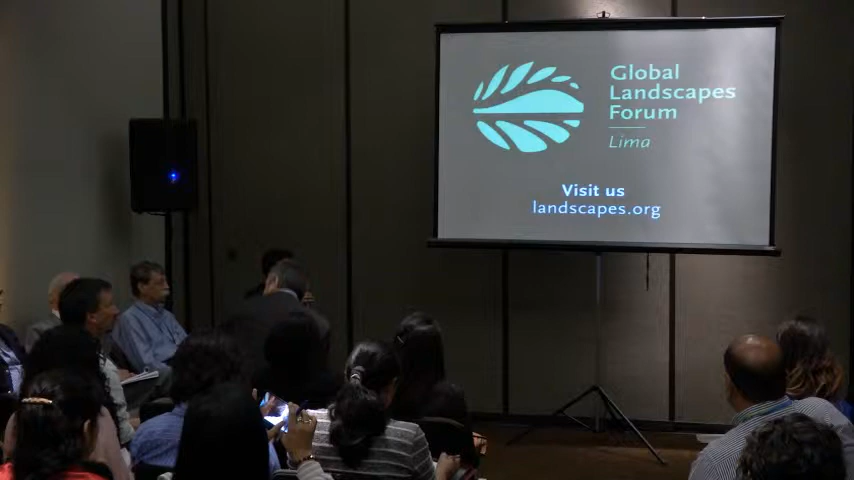 Global
Landscapes
Forum
Lima
Visit us
landscapes.org